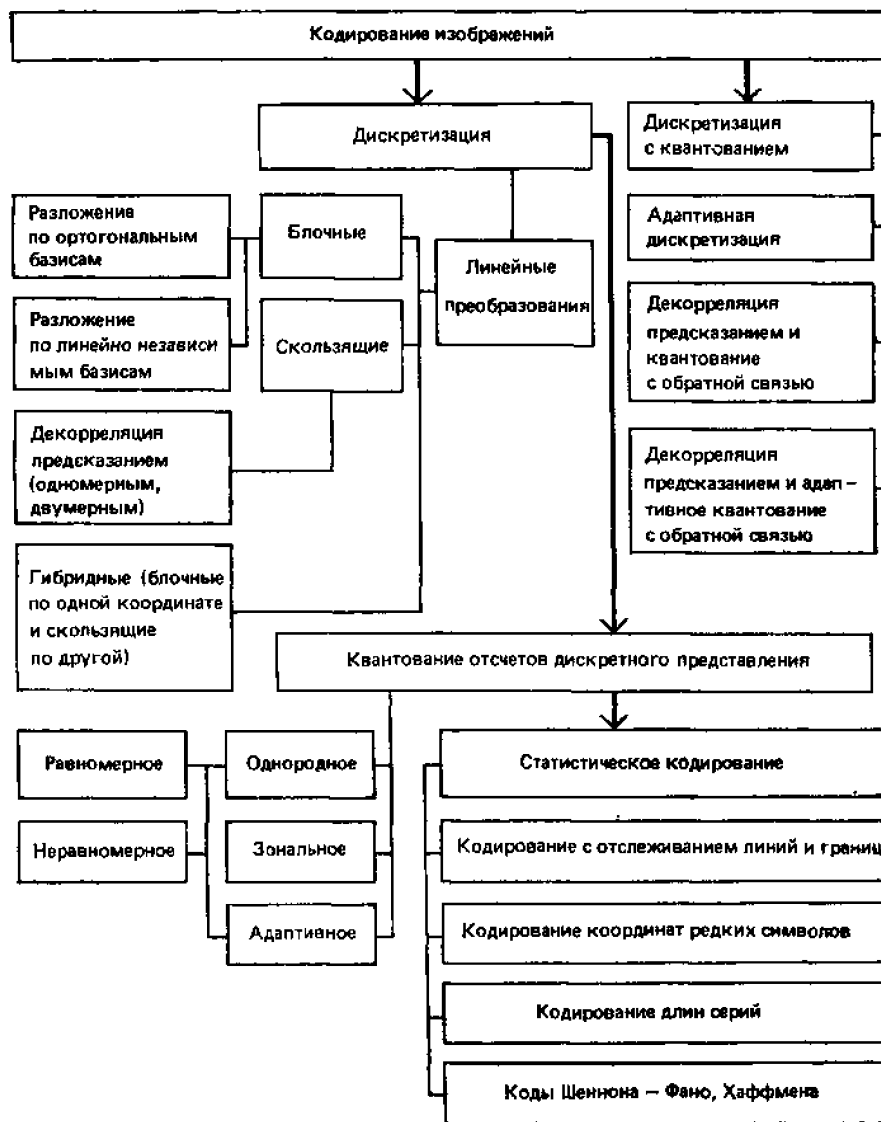 Кодирование изображений
Дискретизация
Дискретизация
с квантованием
Разложение
по ортогональным
базисам
Блочные
Линейные
преобразования
Адаптивная
дискретизация
Разложение
по линейно независи
мым базисам
Скользящие
Декорреляция
предсказанием и
квантование
с обратной связью
Декорреляция
предсказанием
(одномерным,
двумерным)
Декорреляция
предсказанием и адап –
тивное квантование
с обратной связью
Гибридные (блочные
по одной координате
и скользящие
по другой)
Квантование отсчетов дискретного представления
Равномерное
Однородное
Статистическое кодирование
Неравномерное
Зональное
Кодирование с отслеживанием линий и границ
Адаптивное
Кодирование координат редких символов
Кодирование длин серий
Коды Шеннона – Фано, Хаффмена